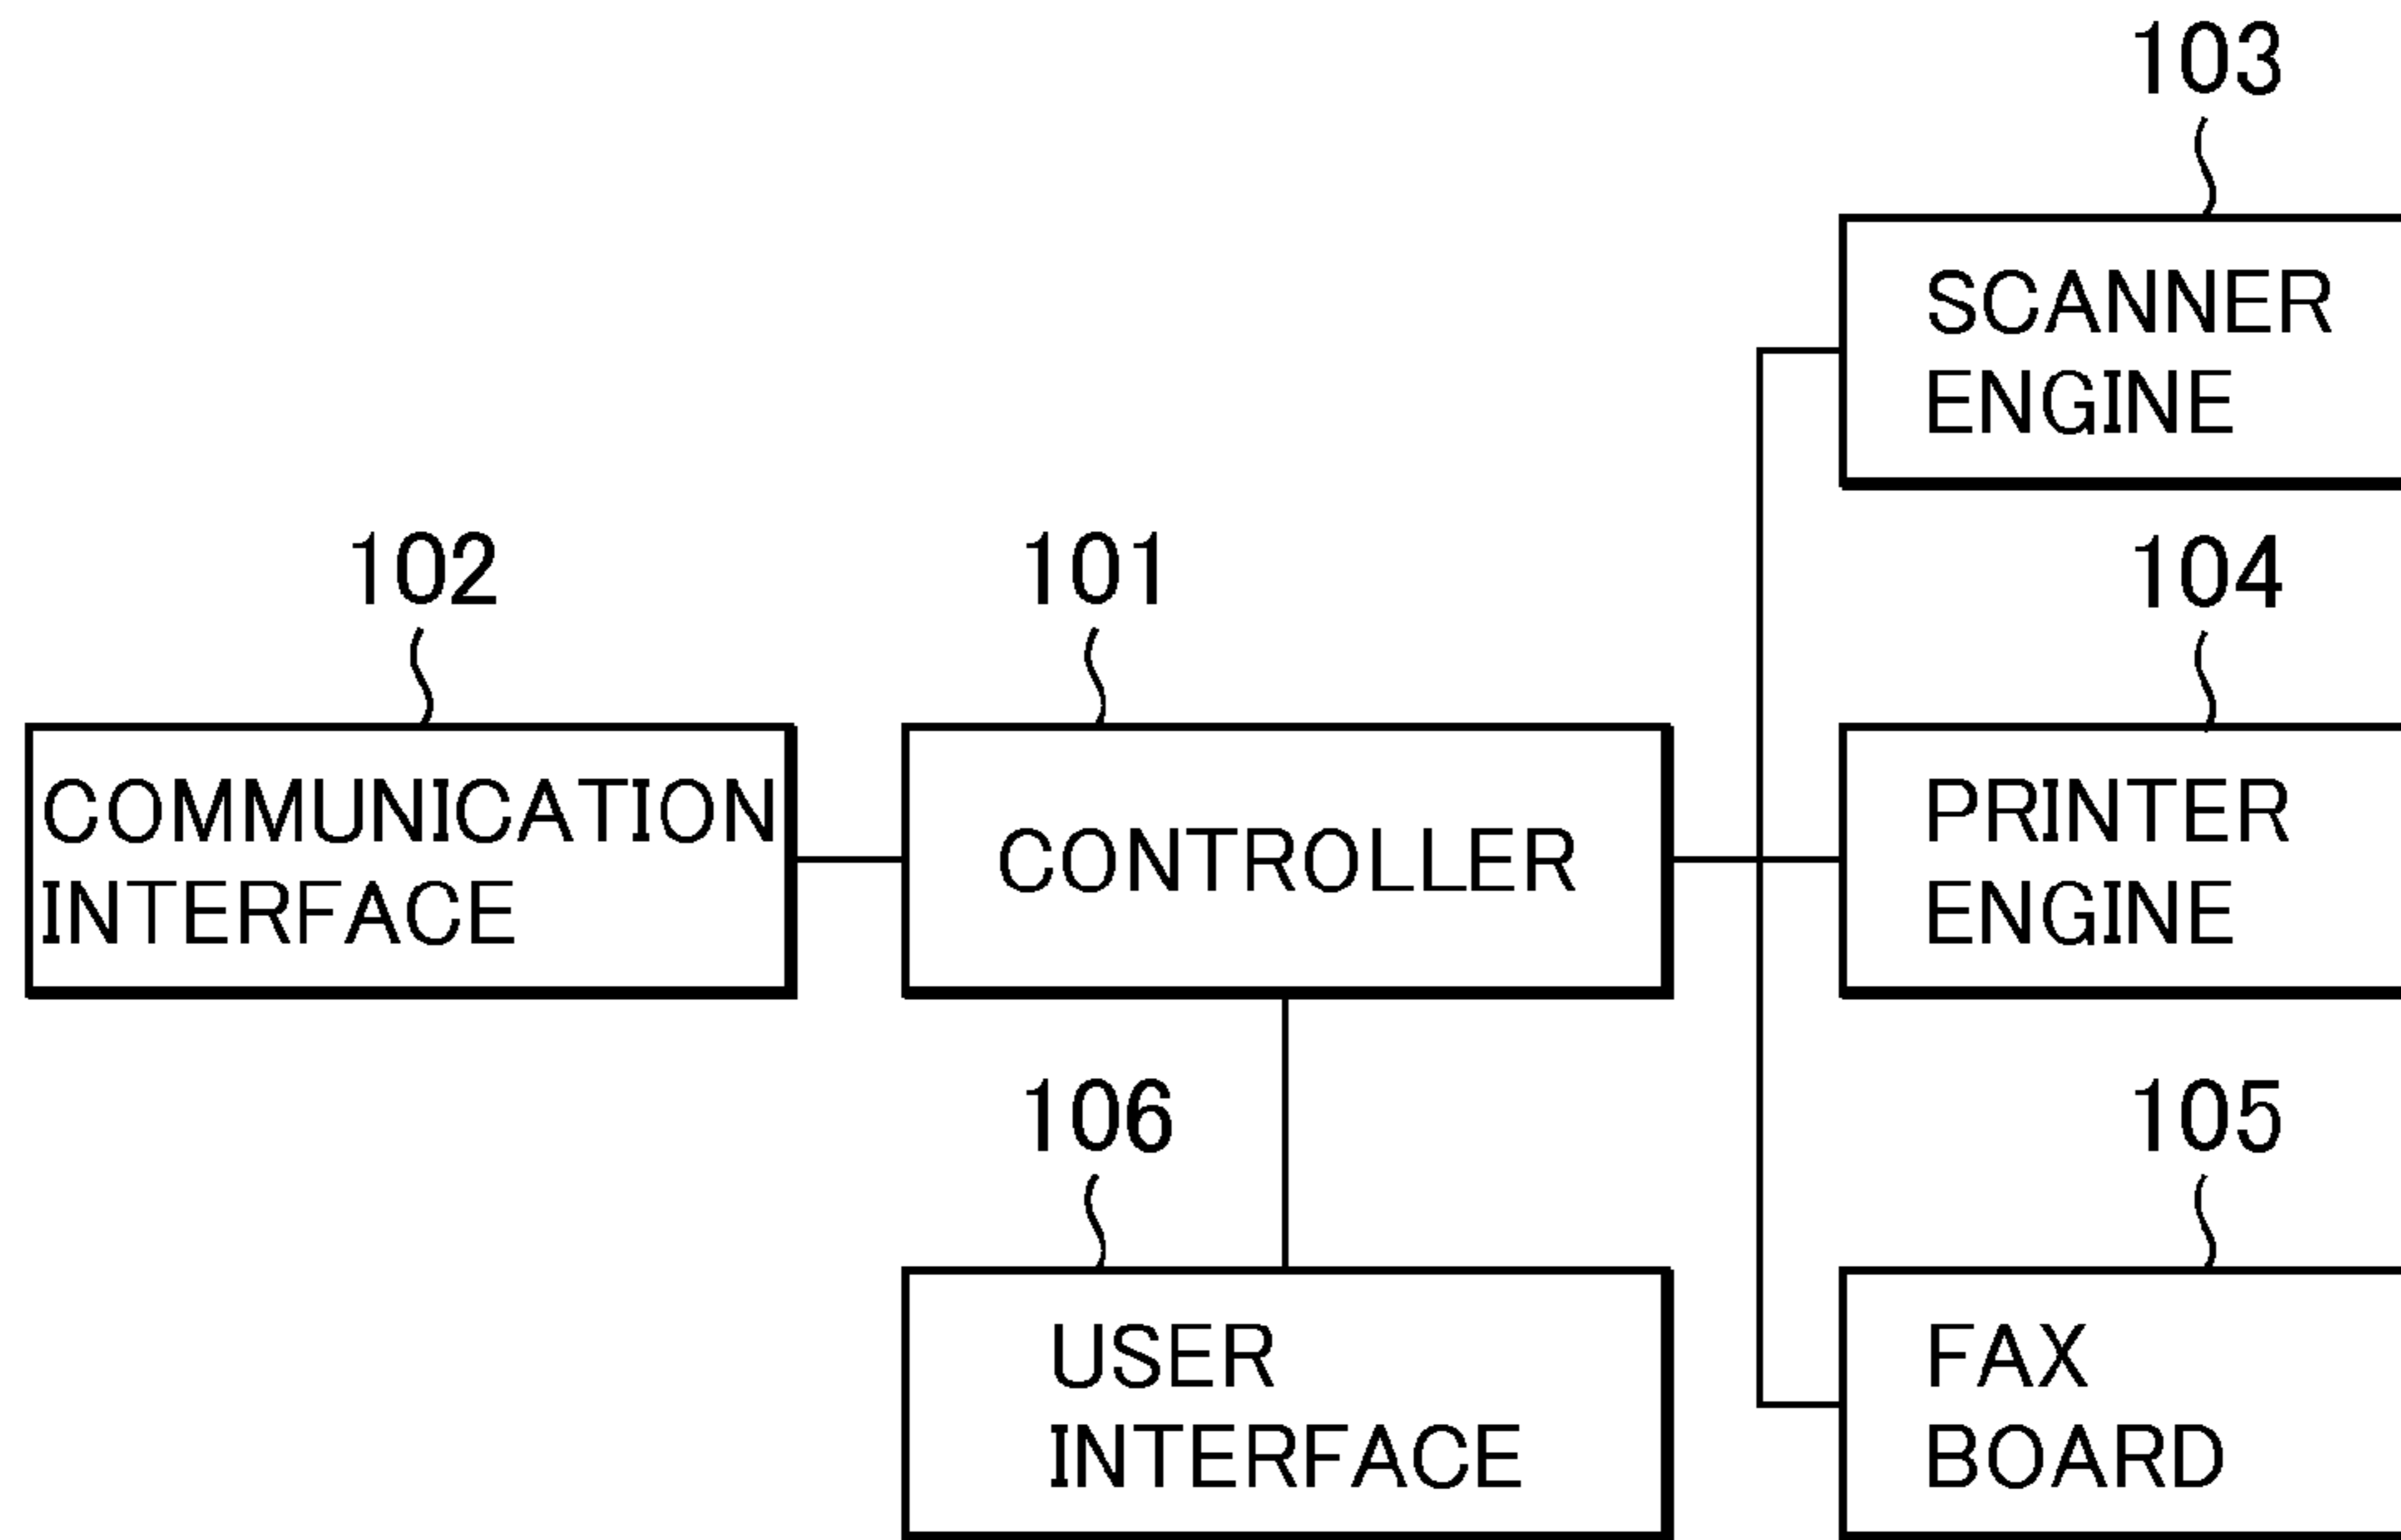 103
SCANNER
ENGINE
102
COMMUNICATION
INTERFACE
101
CONTROLLER
104
PRINTER
ENGINE
106
USER
INTERFACE
105
FAX
BOARD